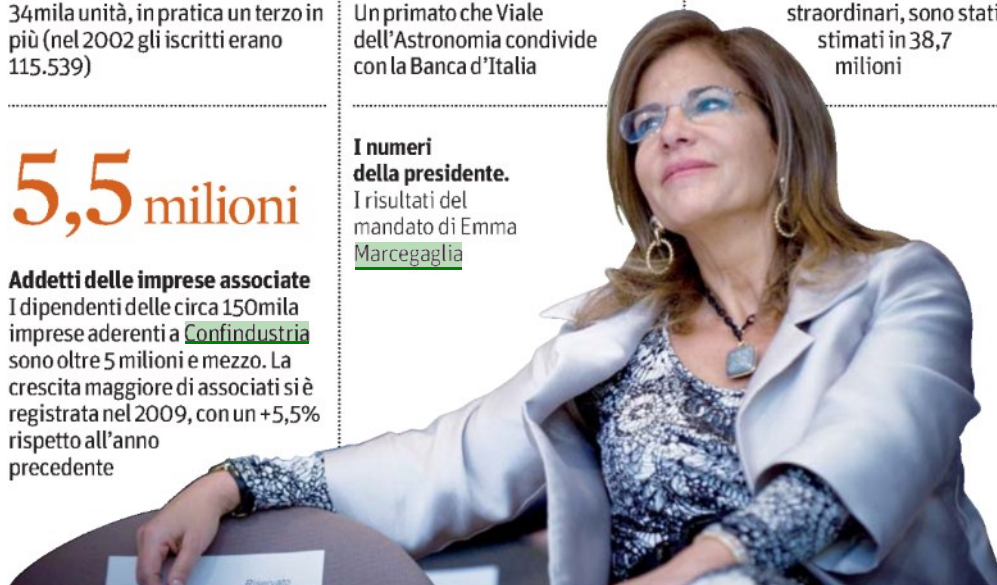 34mila unità, in pratica un terzo in
più (nel 2002 gli iscritti erano
115.539)
5,5 milioni
Addetti delle imprese associate
I dipendenti delle circa 150mila
imprese aderenti a Confindustria
sono oltre 5 milioni e mezzo. La
crescita maggiore di associati si è
registrata nel 2009, con un +5,5%
rispetto all'anno
precedente
Un primato che Viale
dell'Astronomia condivide
con la Banca d'Italia
I numeri
della presidente.
I risultati del
mandato di Emma
Marcegaglia
straordinari, sono stati
stimati in 38,7
milioni
Riservato